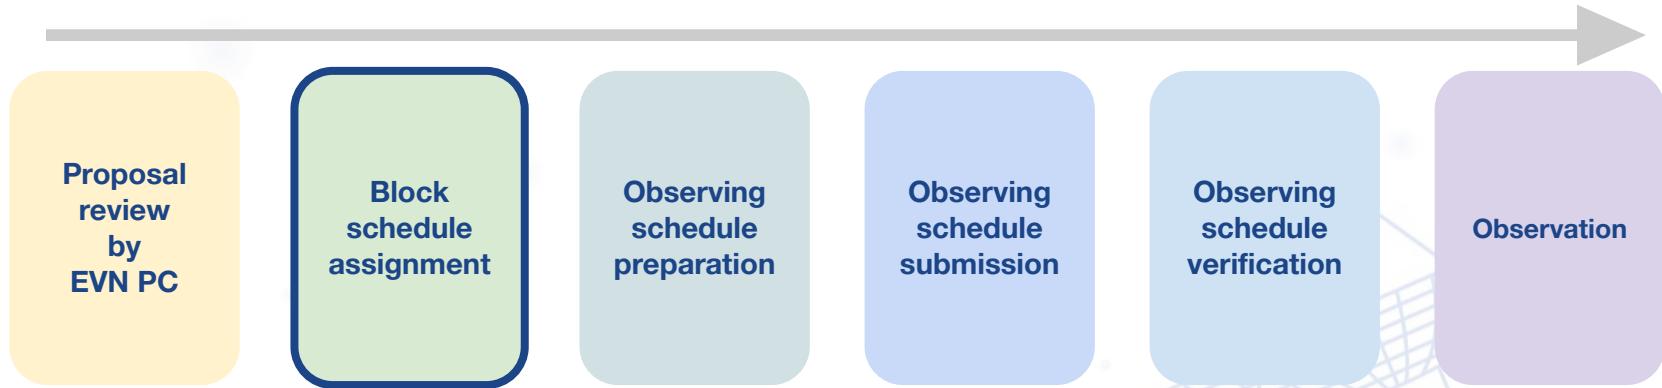 Proposal
review
by
EVN PC
Block
schedule
assignment
Observing
schedule
preparation
Observing
schedule
submission
Observing
schedule
verification
Observation